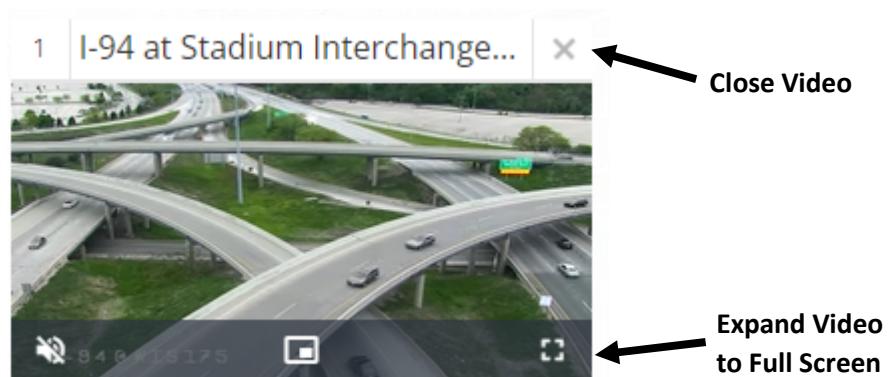 1 I-94 at Stadium Interchange...
Close Video
Expand Video
to Full Screen